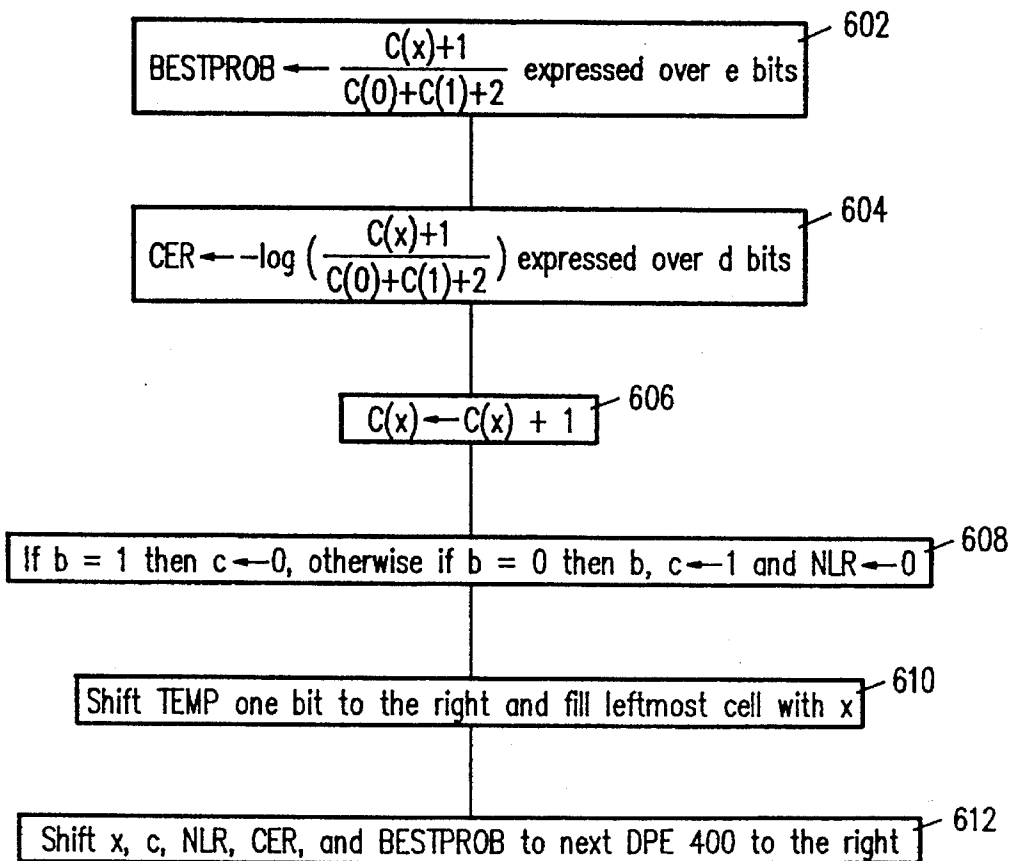 BESTPROB ← C(x)+1 / C(0)+C(1)+2 expressed over e bits 602
CER ← -log ( C(x)+1 / C(0)+C(1)+2 ) expressed over d bits 604
C(x) ← C(x) + 1 606
If b = 1 then c ← 0, otherwise if b = 0 then b, c ← 1 and NLR ← 0 608
Shift TEMP one bit to the right and fill leftmost cell with x 610
Shift x, c, NLR, CER, and BESTPROB to next DPE 400 to the right 612